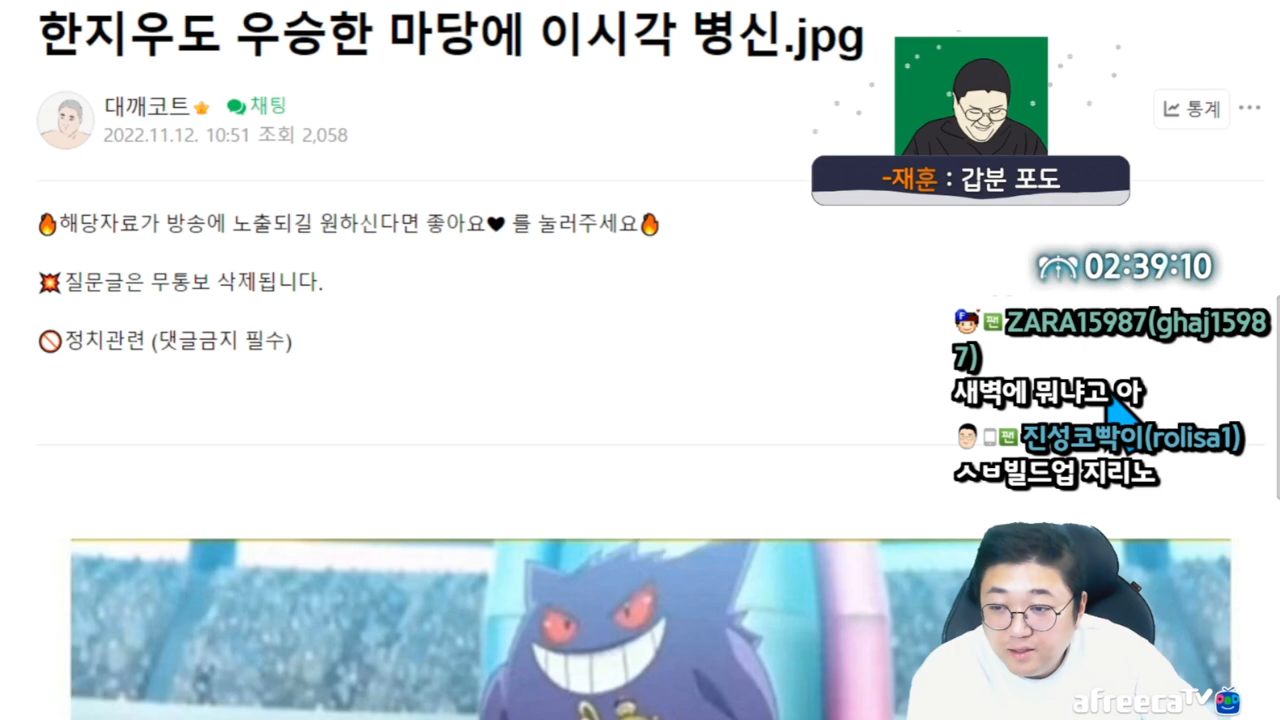 한지우도 우승한 마당에 이시각 병신.jpg
대깨코트 채팅
2022.11.12. 10:51 조회 2,058
통계
-재훈 : 갑분 포도
🔥해당자료가 방송에 노출되길 원하신다면 좋아요🖤 를 눌러주세요🔥
💥질문글은 무통보 삭제됩니다.
🚫정치관련 (댓글금지 필수)
02:39:10
F 팬 ZARA15987(ghaj1598
7)
새벽에 뭐냐고 아
팬 진성코빡이(rolisa1)
ㅅㅂ빌드업 지리노
afreecaTV